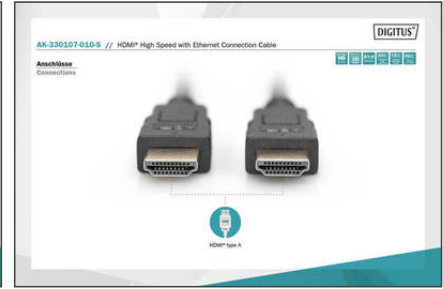 DIGITUS®
AK-330107-010-S // HDMI® High Speed with Ethernet Connection Cable
Anschlüsse
Connections
HDMI® type A